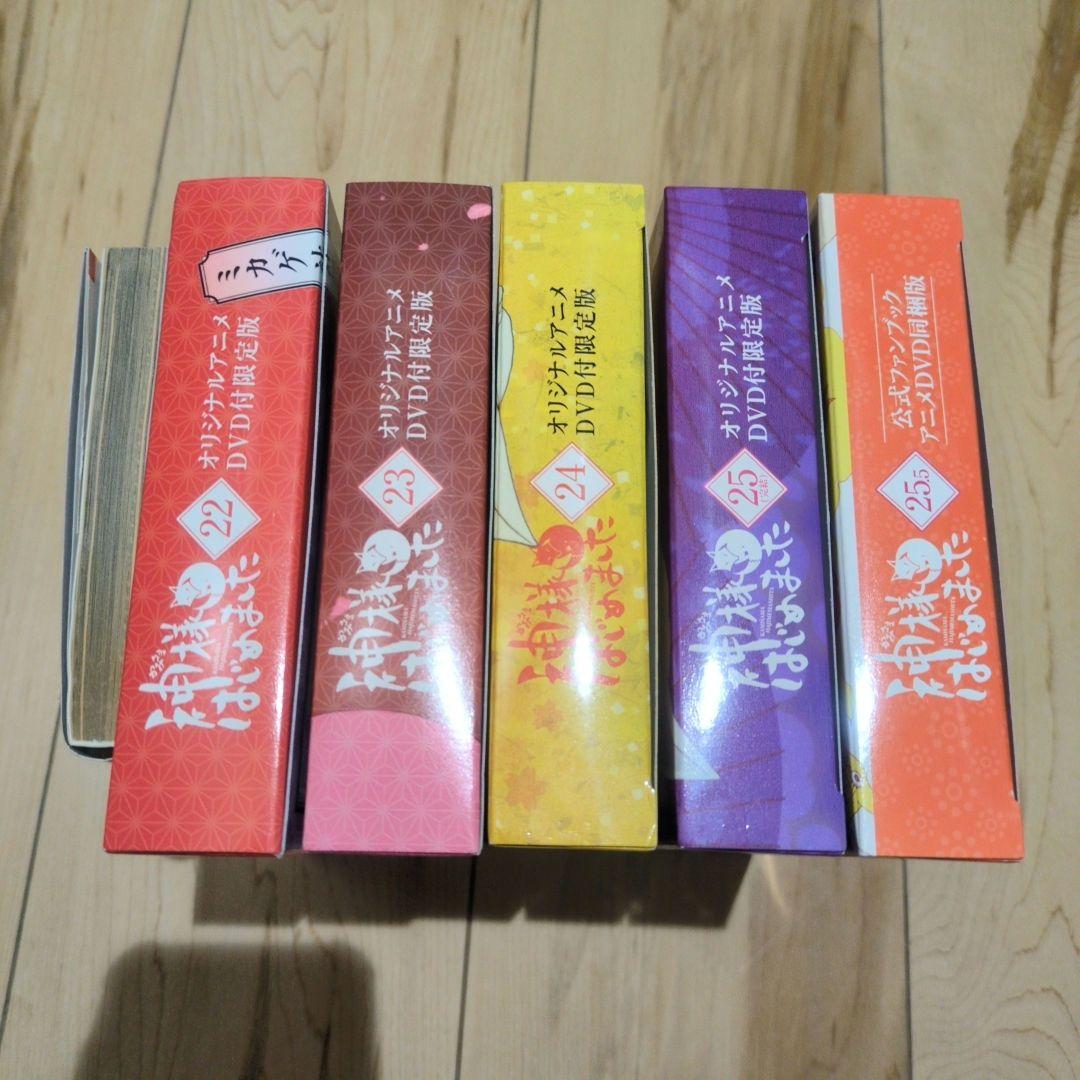 ミカゲ
神様はじめました
22
オリジナルアニメ
DVD付限定版
神様はじめました
23
オリジナルアニメ
DVD付限定版
神様はじめました
24
オリジナルアニメ
DVD付限定版
神様はじめました
25
(完結)
オリジナルアニメ
DVD付限定版
神様はじめました
25.5
公式ファンブック
アニメDVD同梱版